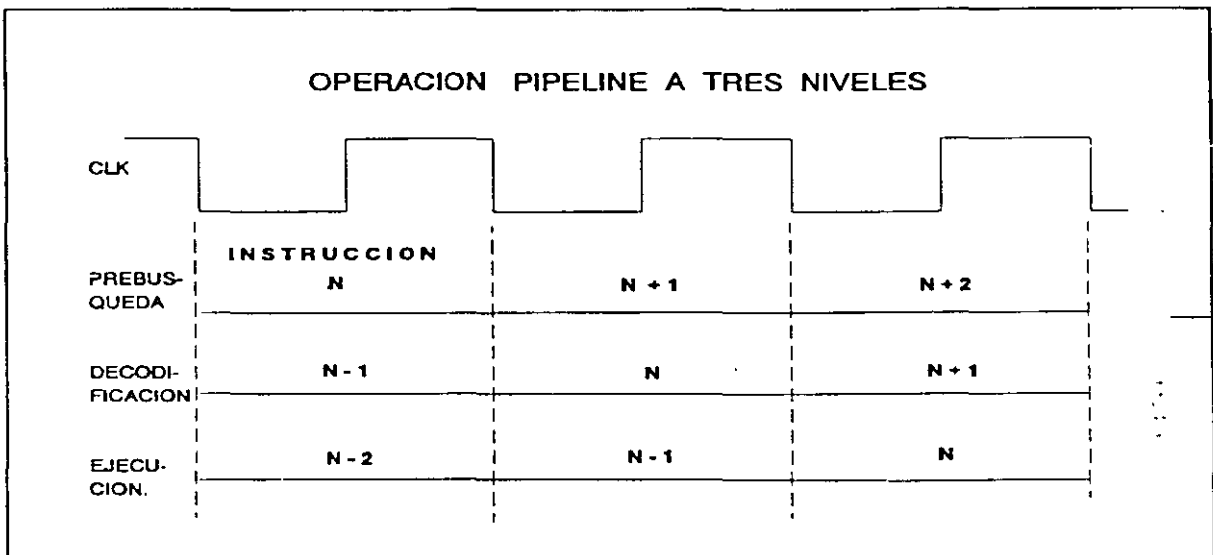 OPERACION PIPELINE A TRES NIVELES
CLK
INSTRUCCION
PREBUS-
QUEDA
N
N + 1
N + 2
DECODI-
FICACION
N - 1
N
N + 1
EJECU-
CION.
N - 2
N - 1
N